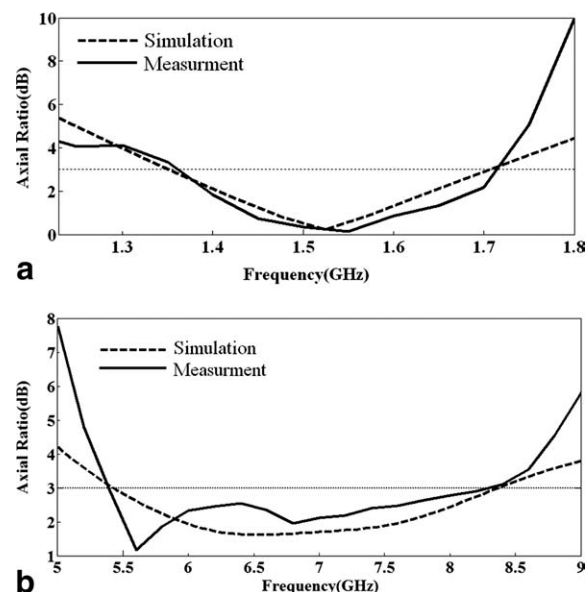 10
8
6
4
2
0
Axial Ratio(dB)
Simulation
Measurment
1.3 1.4 1.5 1.6 1.7 1.8
Frequency(GHz)
a
8
7
6
5
4
3
2
1
Axial Ratio(dB)
Simulation
Measurment
5 5.5 6 6.5 7 7.5 8 8.5 9
Frequency(GHz)
b